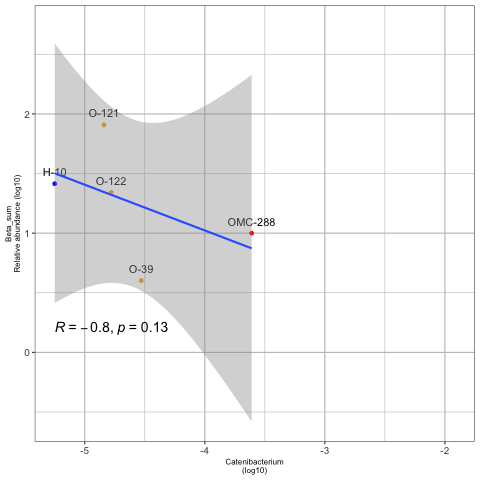 O-121
H-10
O-122
OMC-288
O-39
R = −0.8, p = 0.13
2
1
0
-5
-4
-3
-2
Beta_sum
Relative abundance (log10)
Catenibacterium
(log10)